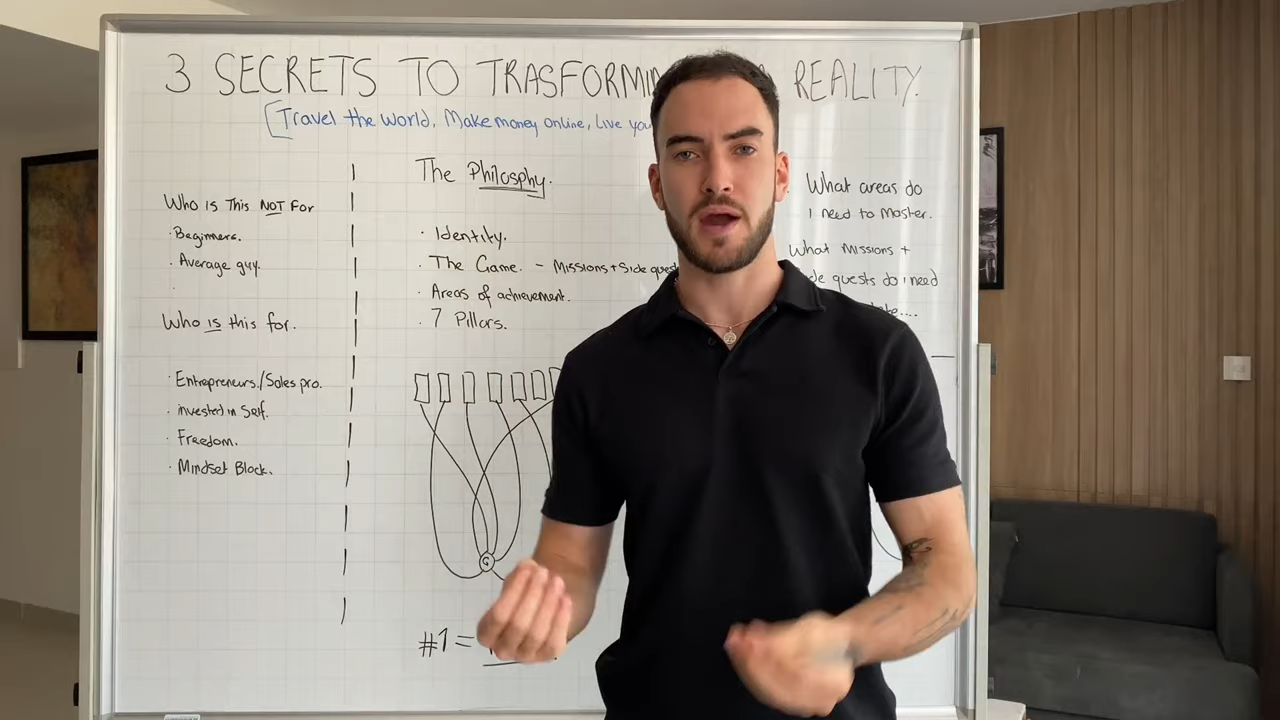 3 SECRETS TO TRASFORMIN REALITY.
[Travel the World, Make money online, Live you
Who is This NOT For
· Beginners.
· Average guy.
·
Who is this for.
· Entrepreneurs/Sales pro.
· invested in Self.
· Freedom.
· Mindset Block.
The Philosphy.
· Identity.
· The Game. - Missions + Side quest
· Areas of achievement.
· 7 Pillars.
G
#1 =
What areas do
I need to Master.
What Missions +
de quests do i need